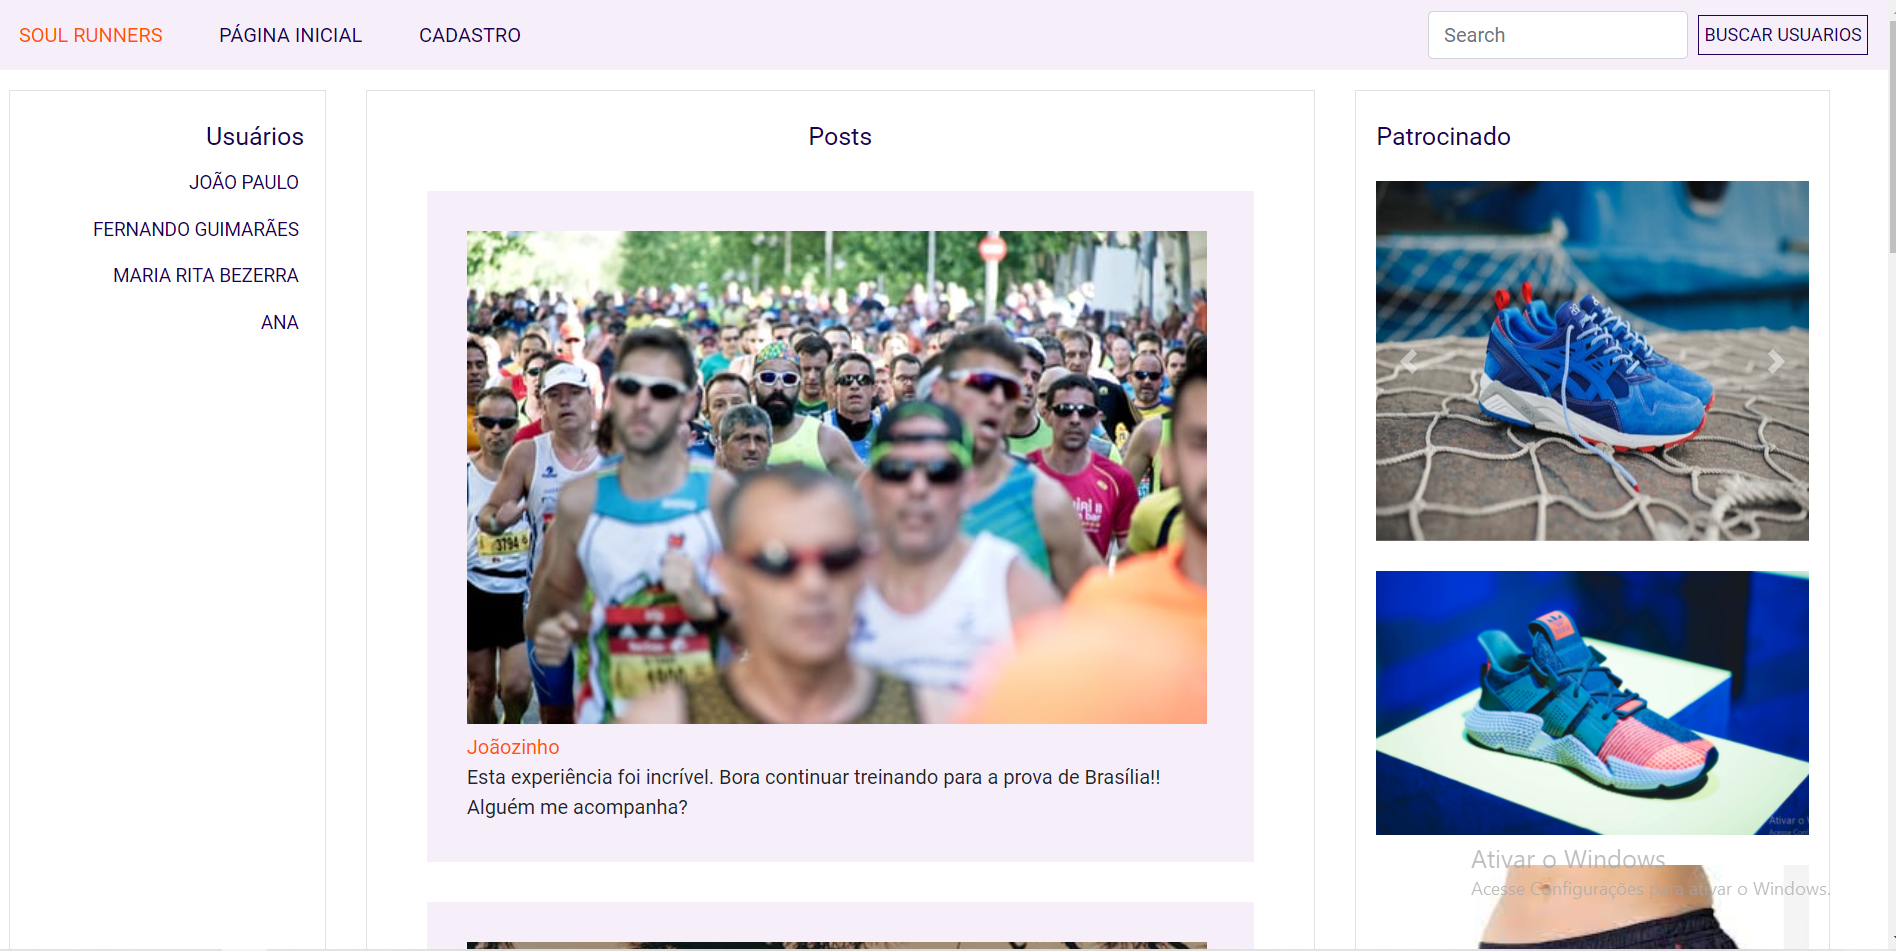 SOUL RUNNERS
PÁGINA INICIAL
CADASTRO
Search
BUSCAR USUARIOS
Usuários
JOÃO PAULO
FERNANDO GUIMARÃES
MARIA RITA BEZERRA
ANA
Posts
3794
Joãozinho
Esta experiência foi incrível. Bora continuar treinando para a prova de Brasília!!
Alguém me acompanha?
Patrocinado
Ativar o
Ativar o Windows
Acesse Configurações para ativar o Windows.